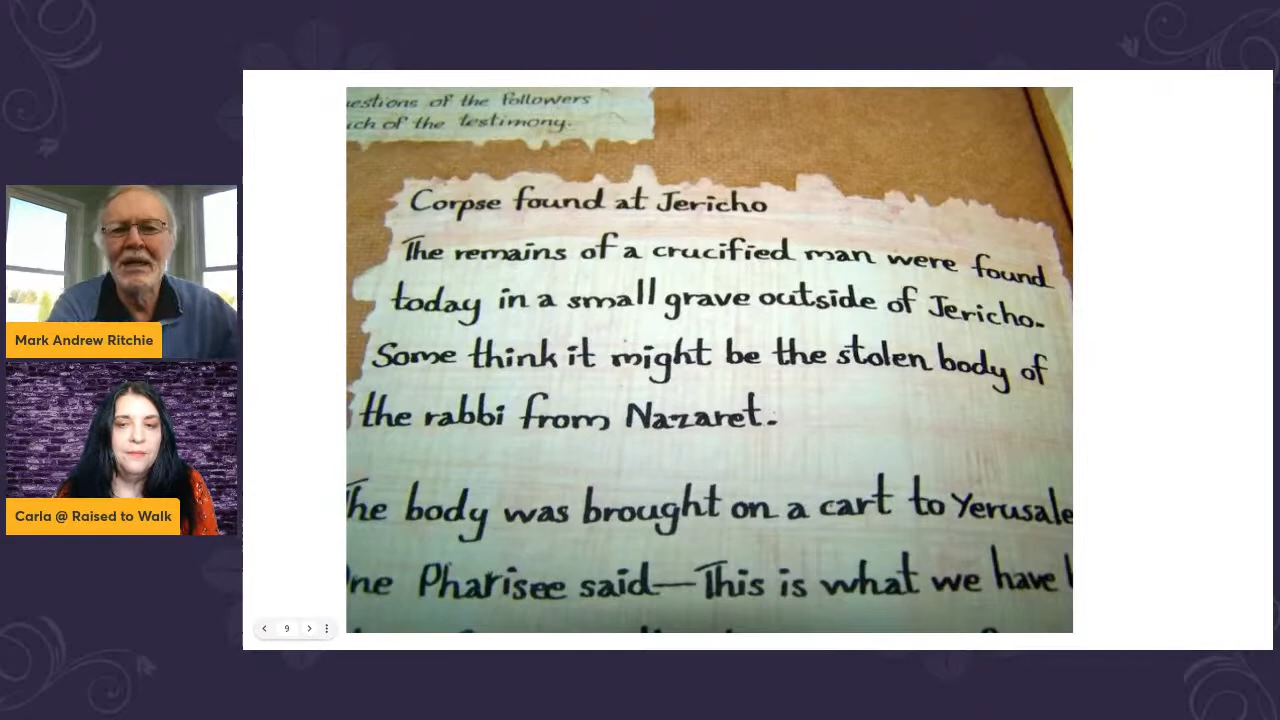 estions of the followers
ch of the testimony.
Corpse found at Jericho
The remains of a crucified man were found
today in a small grave outside of Jericho.
Some think it might be the stolen body of
the rabbi from Nazaret.
The body was brought on a cart to Yerusale
ne Pharisee said—This is what we have
Mark Andrew Ritchie
Carla @ Raised to Walk
9